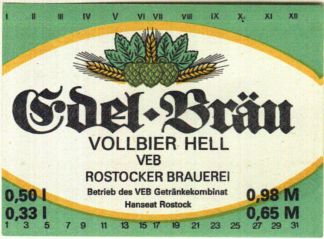 I II III IV V VI VII VIII IX X XI XII
Edel-Bräu
VOLLBIER HELL
VEB
ROSTOCKER BRAUEREI
Betrieb des VEB Getränkekombinat
Hanseat Rostock
0,50 l
0,33 l
0,98 M
0,65 M
1 3 5 7 9 11 13 15 17 19 21 23 25 27 29 31